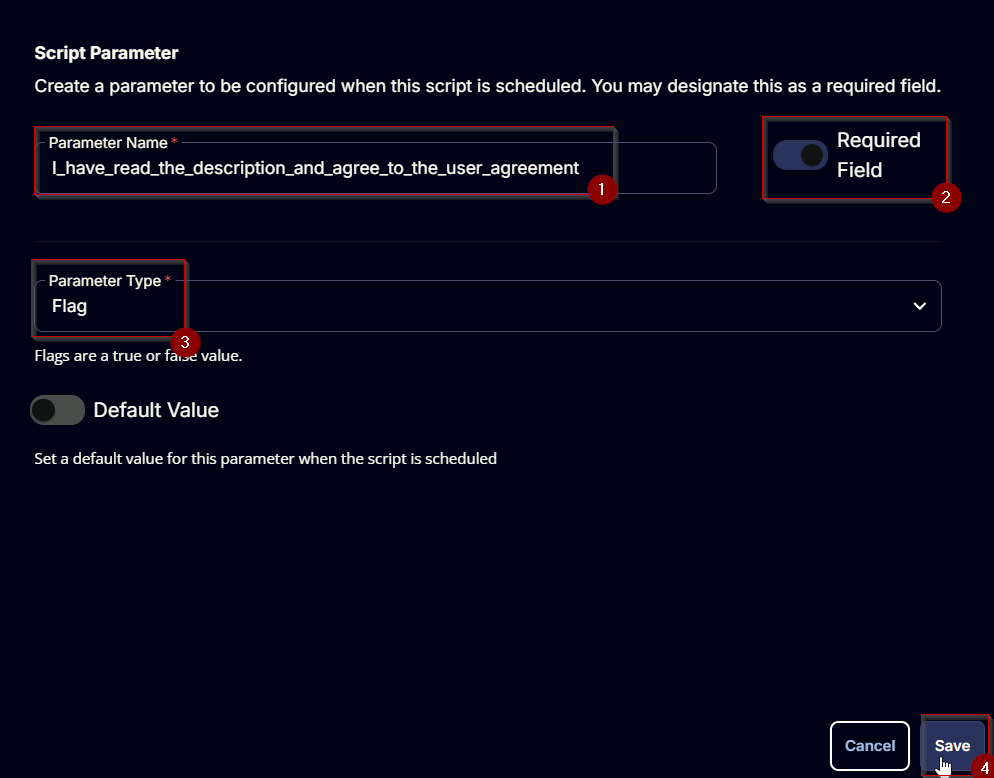 Script Parameter
Create a parameter to be configured when this script is scheduled. You may designate this as a required field.
Parameter Name *
I_have_read_the_description_and_agree_to_the_user_agreement
1
Required
Field
2
Parameter Type *
Flag
3
Flags are a true or false value.
Default Value
Set a default value for this parameter when the script is scheduled
Cancel
Save
4